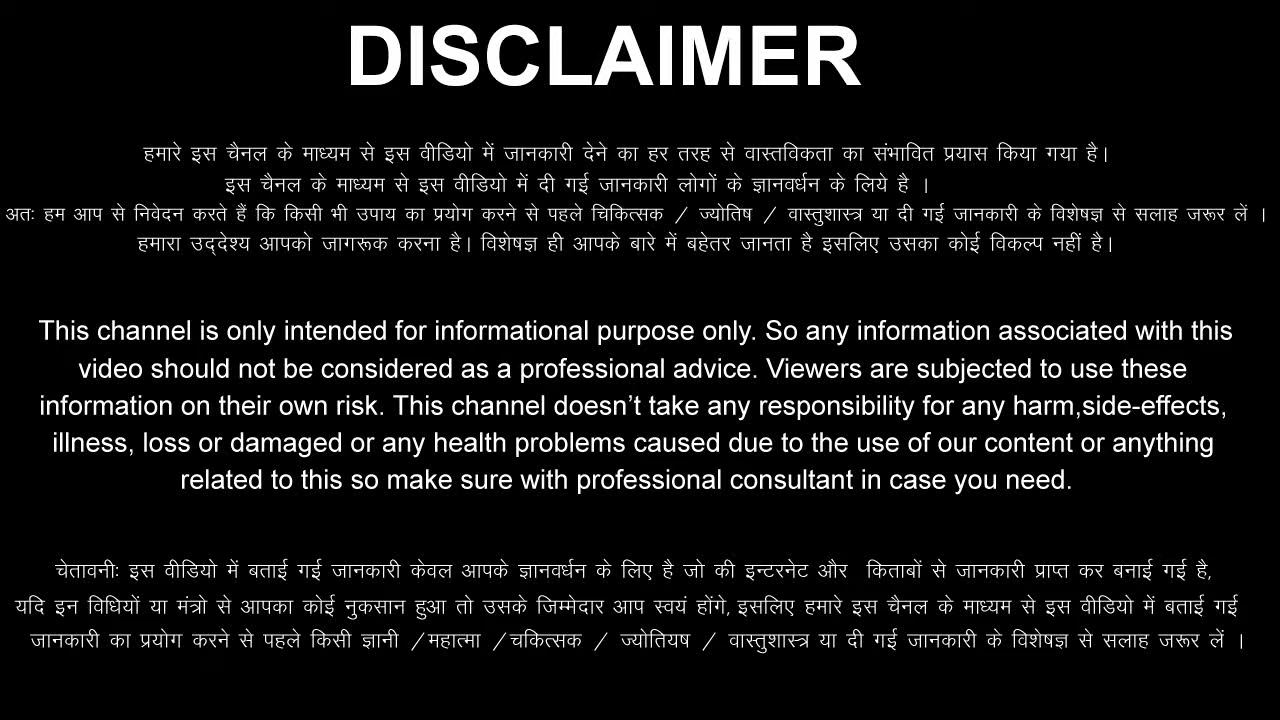 DISCLAIMER
हमारे इस चैनल के माध्यम से इस वीडियो में जानकारी देने का हर तरह से वास्तविकता का संभावित प्रयास किया गया है।
इस चैनल के माध्यम से इस वीडियो में दी गई जानकारी लोगों के ज्ञानवर्धन के लिये है ।
अतः हम आप से निवेदन करते हैं कि किसी भी उपाय का प्रयोग करने से पहले चिकित्सक / ज्योतिष / वास्तुशास्त्र या दी गई जानकारी के विशेषज्ञ से सलाह जरूर लें ।
हमारा उद्देश्य आपको जागरूक करना है। विशेषज्ञ ही आपके बारे में बहेतर जानता है इसलिए उसका कोई विकल्प नहीं है।
This channel is only intended for informational purpose only. So any information associated with this
video should not be considered as a professional advice. Viewers are subjected to use these
information on their own risk. This channel doesn’t take any responsibility for any harm,side-effects,
illness, loss or damaged or any health problems caused due to the use of our content or anything
related to this so make sure with professional consultant in case you need.
चेतावनीः इस वीडियो में बताई गई जानकारी केवल आपके ज्ञानवर्धन के लिए है जो की इन्टरनेट और किताबों से जानकारी प्राप्त कर बनाई गई है,
यदि इन विधियों या मंत्रो से आपका कोई नुकसान हुआ तो उसके जिम्मेदार आप स्वयं होंगे, इसलिए हमारे इस चैनल के माध्यम से इस वीडियो में बताई गई
जानकारी का प्रयोग करने से पहले किसी ज्ञानी /महात्मा /चकित्सक / ज्योतियष / वास्तुशास्त्र या दी गई जानकारी के विशेषज्ञ से सलाह जरूर लें ।